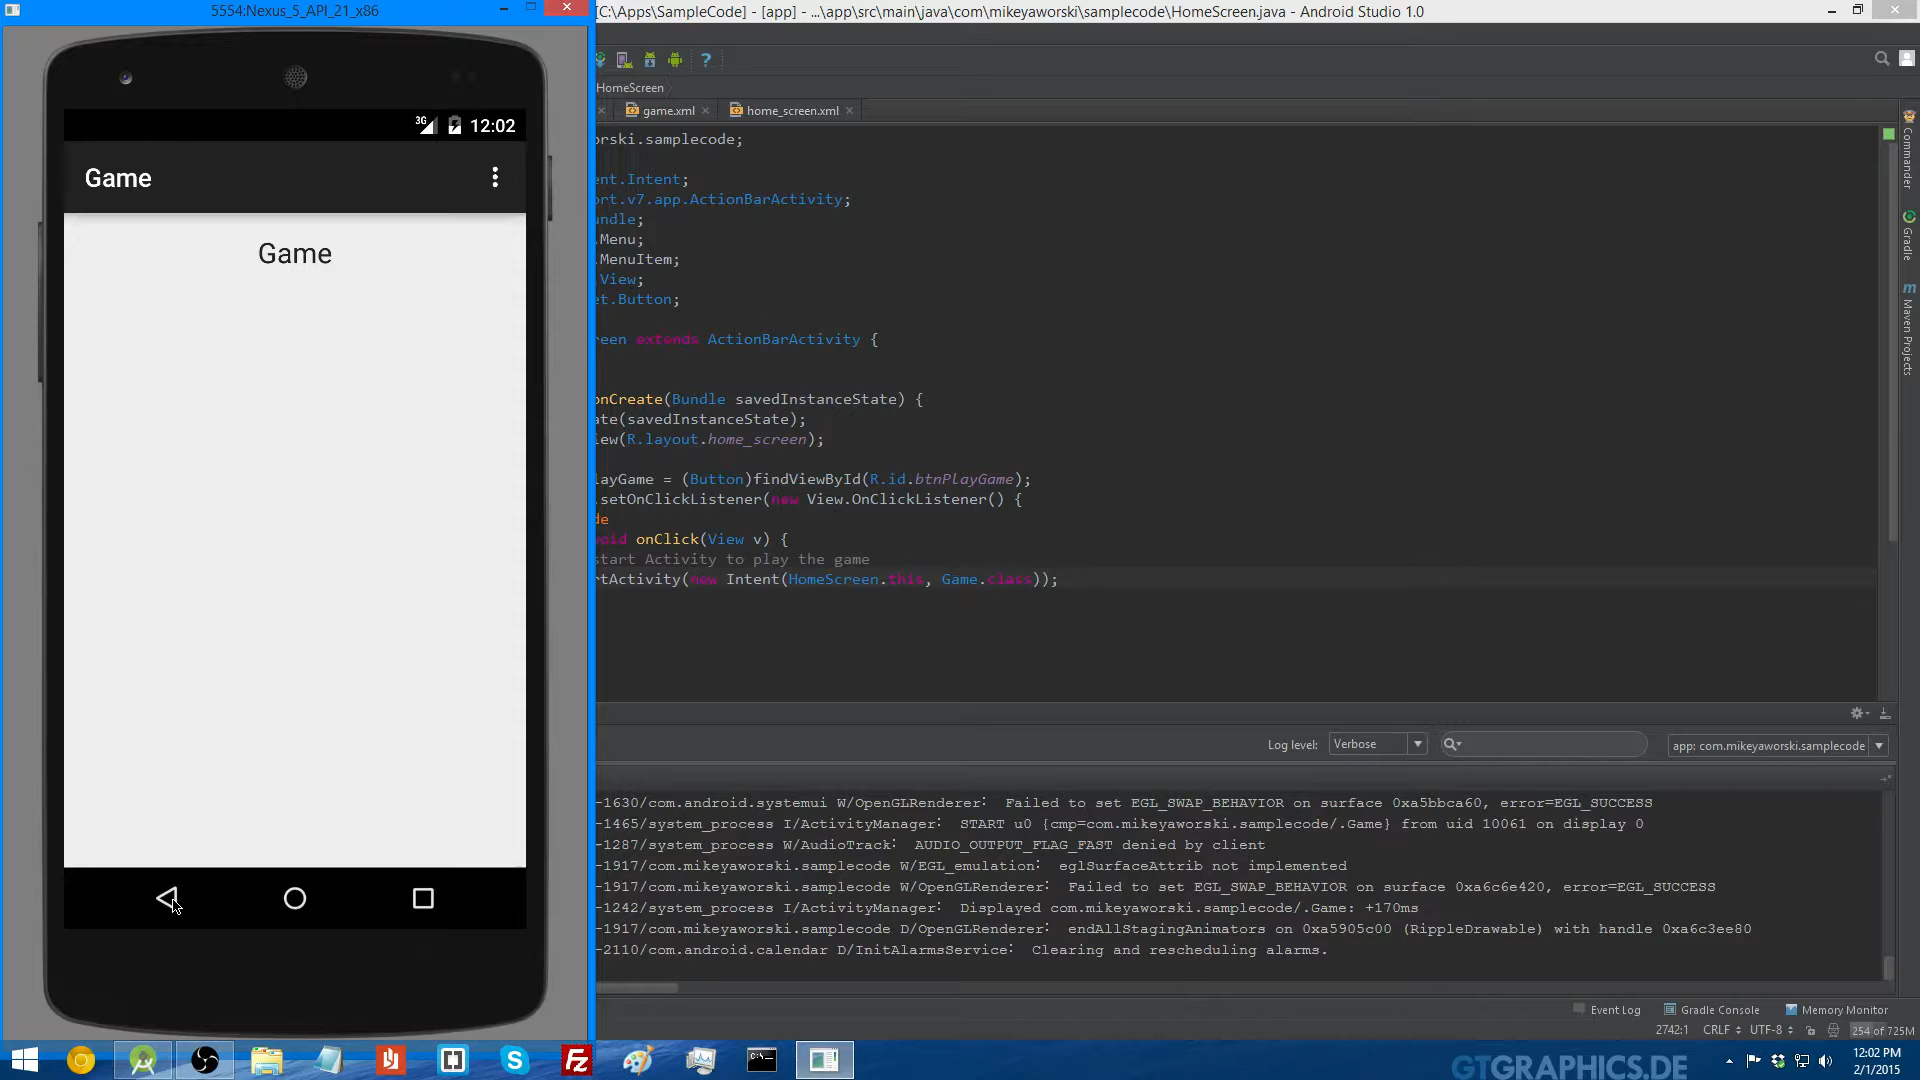 5554:Nexus_5_API_21_x86
[C:\Apps\SampleCode] - [app] - ...\app\src\main\java\com\mikeyaworski\samplecode\HomeScreen.java - Android Studio 1.0
3G 12:02
Game
Game
HomeScreen
game.xml
home_screen.xml
orski.samplecode;
ent.Intent;
ort.v7.app.ActionBarActivity;
undle;
.Menu;
.MenuItem;
.View;
et.Button;
reen extends ActionBarActivity {
onCreate(Bundle savedInstanceState) {
ate(savedInstanceState);
iew(R.layout.home_screen);
layGame = (Button)findViewById(R.id.btnPlayGame);
.setOnClickListener(new View.OnClickListener() {
de
void onClick(View v) {
start Activity to play the game
rtActivity(new Intent(HomeScreen.this, Game.class));
Commander
Gradle
m Maven Projects
Log level: Verbose
app: com.mikeyaworski.samplecode
-1630/com.android.systemui W/OpenGLRenderer: Failed to set EGL_SWAP_BEHAVIOR on surface 0xa5bbca60, error=EGL_SUCCESS
-1465/system_process I/ActivityManager: START u0 {cmp=com.mikeyaworski.samplecode/.Game} from uid 10061 on display 0
-1287/system_process W/AudioTrack: AUDIO_OUTPUT_FLAG_FAST denied by client
-1917/com.mikeyaworski.samplecode W/EGL_emulation: eglSurfaceAttrib not implemented
-1917/com.mikeyaworski.samplecode W/OpenGLRenderer: Failed to set EGL_SWAP_BEHAVIOR on surface 0xa6c6e420, error=EGL_SUCCESS
-1242/system_process I/ActivityManager: Displayed com.mikeyaworski.samplecode/.Game: +170ms
-1917/com.mikeyaworski.samplecode D/OpenGLRenderer: endAllStagingAnimators on 0xa5905c00 (RippleDrawable) with handle 0xa6c3ee80
-2110/com.android.calendar D/InitAlarmsService: Clearing and rescheduling alarms.
Event Log
Gradle Console
Memory Monitor
2742:1 CRLF UTF-8 254 of 725M
GTGRAPHICS.DE
12:02 PM
2/1/2015